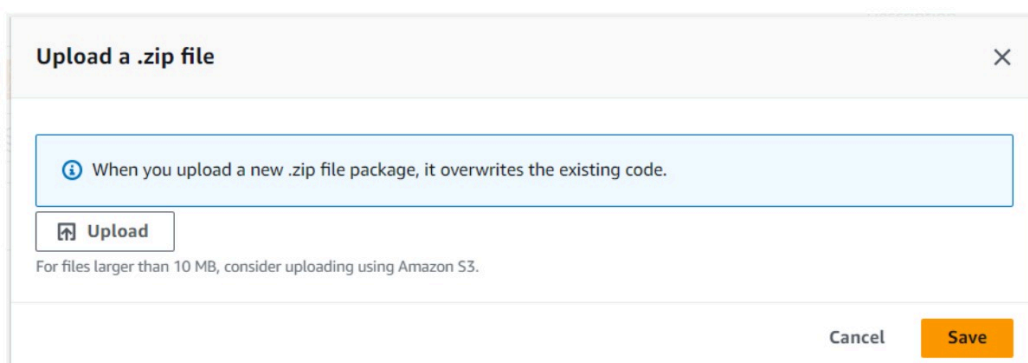 Upload a .zip file
When you upload a new .zip file package, it overwrites the existing code.
Upload
For files larger than 10 MB, consider uploading using Amazon S3.
Cancel Save